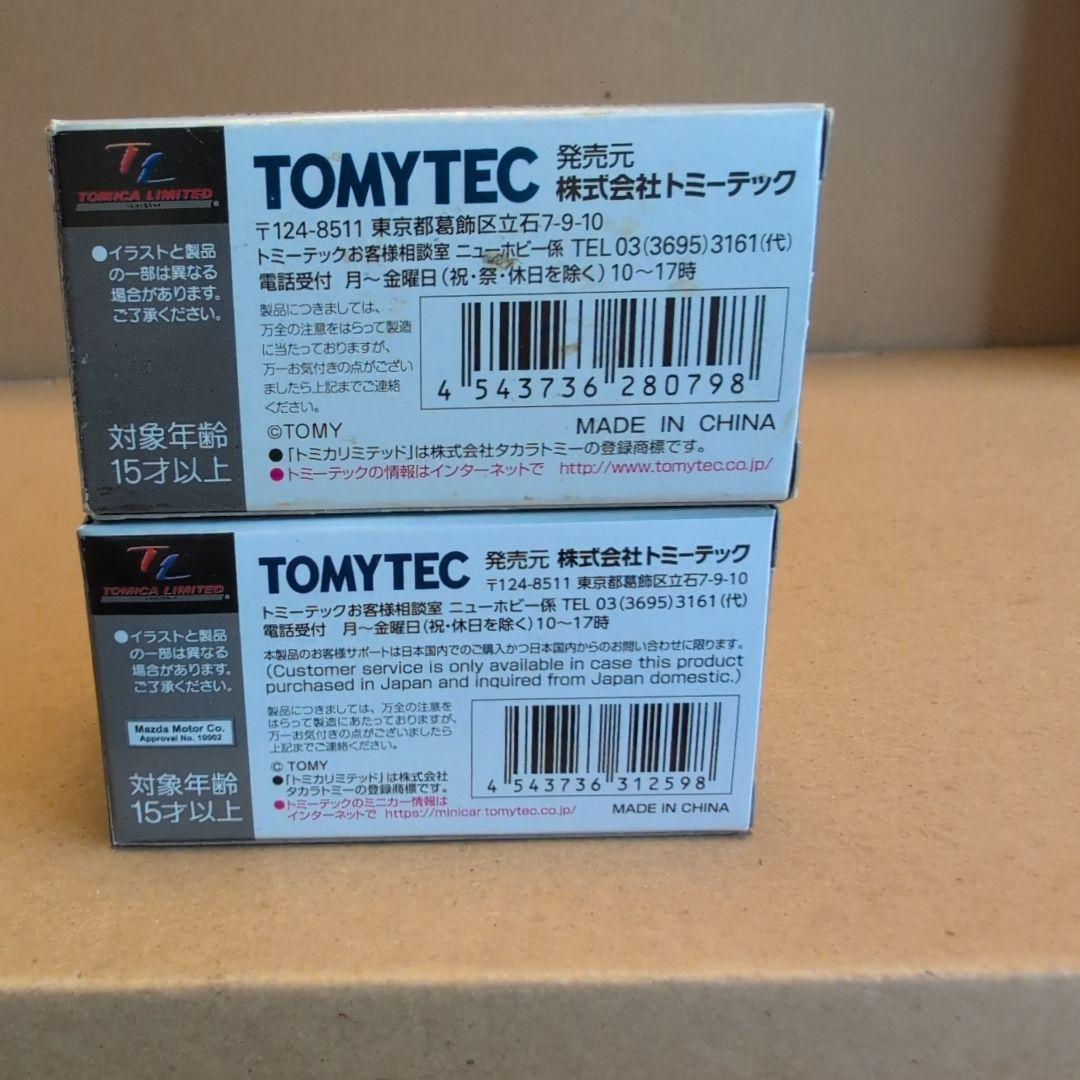 TOMICA LIMITED
TOMYTEC 発売元
株式会社トミーテック
〒124-8511 東京都葛飾区立石7-9-10
トミーテックお客様相談室 ニューホビー係 TEL 03(3695)3161(代)
電話受付 月〜金曜日(祝・祭・休日を除く)10〜17時
●イラストと製品
の一部は異なる
場合があります。
ご了承ください。
製品につきましては、
万全の注意をはらって製造
に当たっておりますが、
万一お気付きの点がござい
ましたら上記までご連絡
ください。
4 543736 280798
対象年齢
15才以上
©TOMY
MADE IN CHINA
●「トミカリミテッド」は株式会社タカラトミーの登録商標です。
●トミーテックの情報はインターネットで http://www.tomytec.co.jp/
TOMICA LIMITED
TOMYTEC 発売元 株式会社トミーテック
〒124-8511 東京都葛飾区立石7-9-10
トミーテックお客様相談室 ニューホビー係 TEL 03(3695)3161(代)
電話受付 月〜金曜日(祝・休日を除く)10〜17時
本製品のお客様サポートは日本国内でのご購入かつ日本国内からのお問い合わせに限ります。
(Customer service is only available in case this product
purchased in Japan and inquired from Japan domestic.)
●イラストと製品
の一部は異なる
場合があります。
ご了承ください。
Mazda Motor Co.
Approval No. 10002
対象年齢
15才以上
製品につきましては、万全の注意を
はらって製造にあたっておりますが、
万一お気付きの点がございましたら
上記までご連絡ください。
4 543736 312598
© TOMY
●「トミカリミテッド」は株式会社
タカラトミーの登録商標です。
●トミーテックのミニカー情報は
インターネットで https://minicar.tomytec.co.jp/
MADE IN CHINA